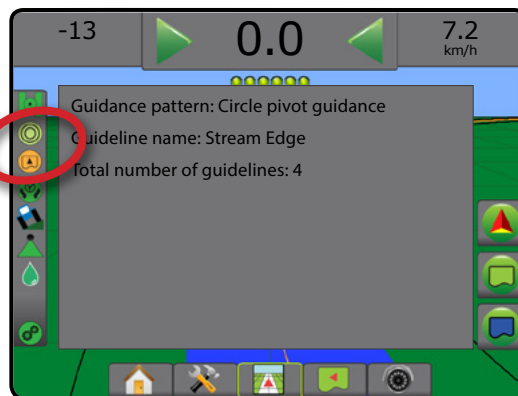 -13
0.0
7.2
km/h
Guidance pattern: Circle pivot guidance
Guideline name: Stream Edge
Total number of guidelines: 4